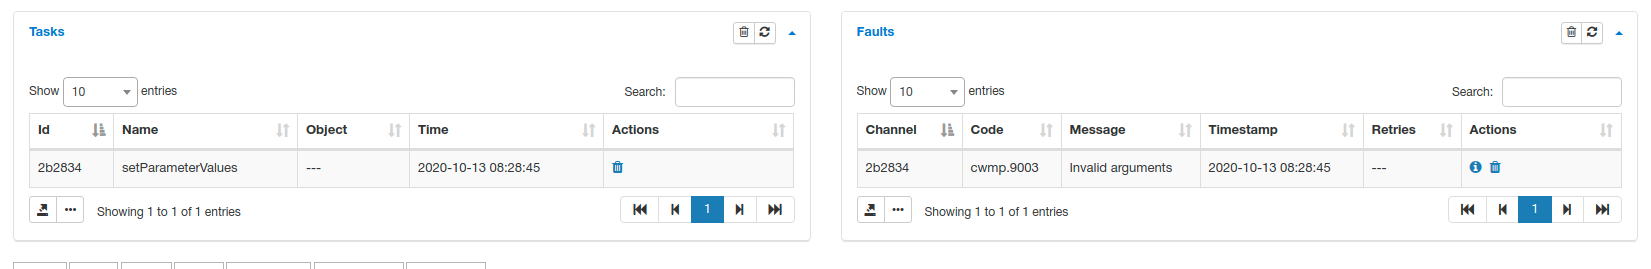 Tasks
Show 10 entries
Search:
Id Name Object Time Actions
2b2834 setParameterValues --- 2020-10-13 08:28:45
Showing 1 to 1 of 1 entries
1
Faults
Show 10 entries
Search:
Channel Code Message Timestamp Retries Actions
2b2834 cwmp.9003 Invalid arguments 2020-10-13 08:28:45 ---
Showing 1 to 1 of 1 entries
1